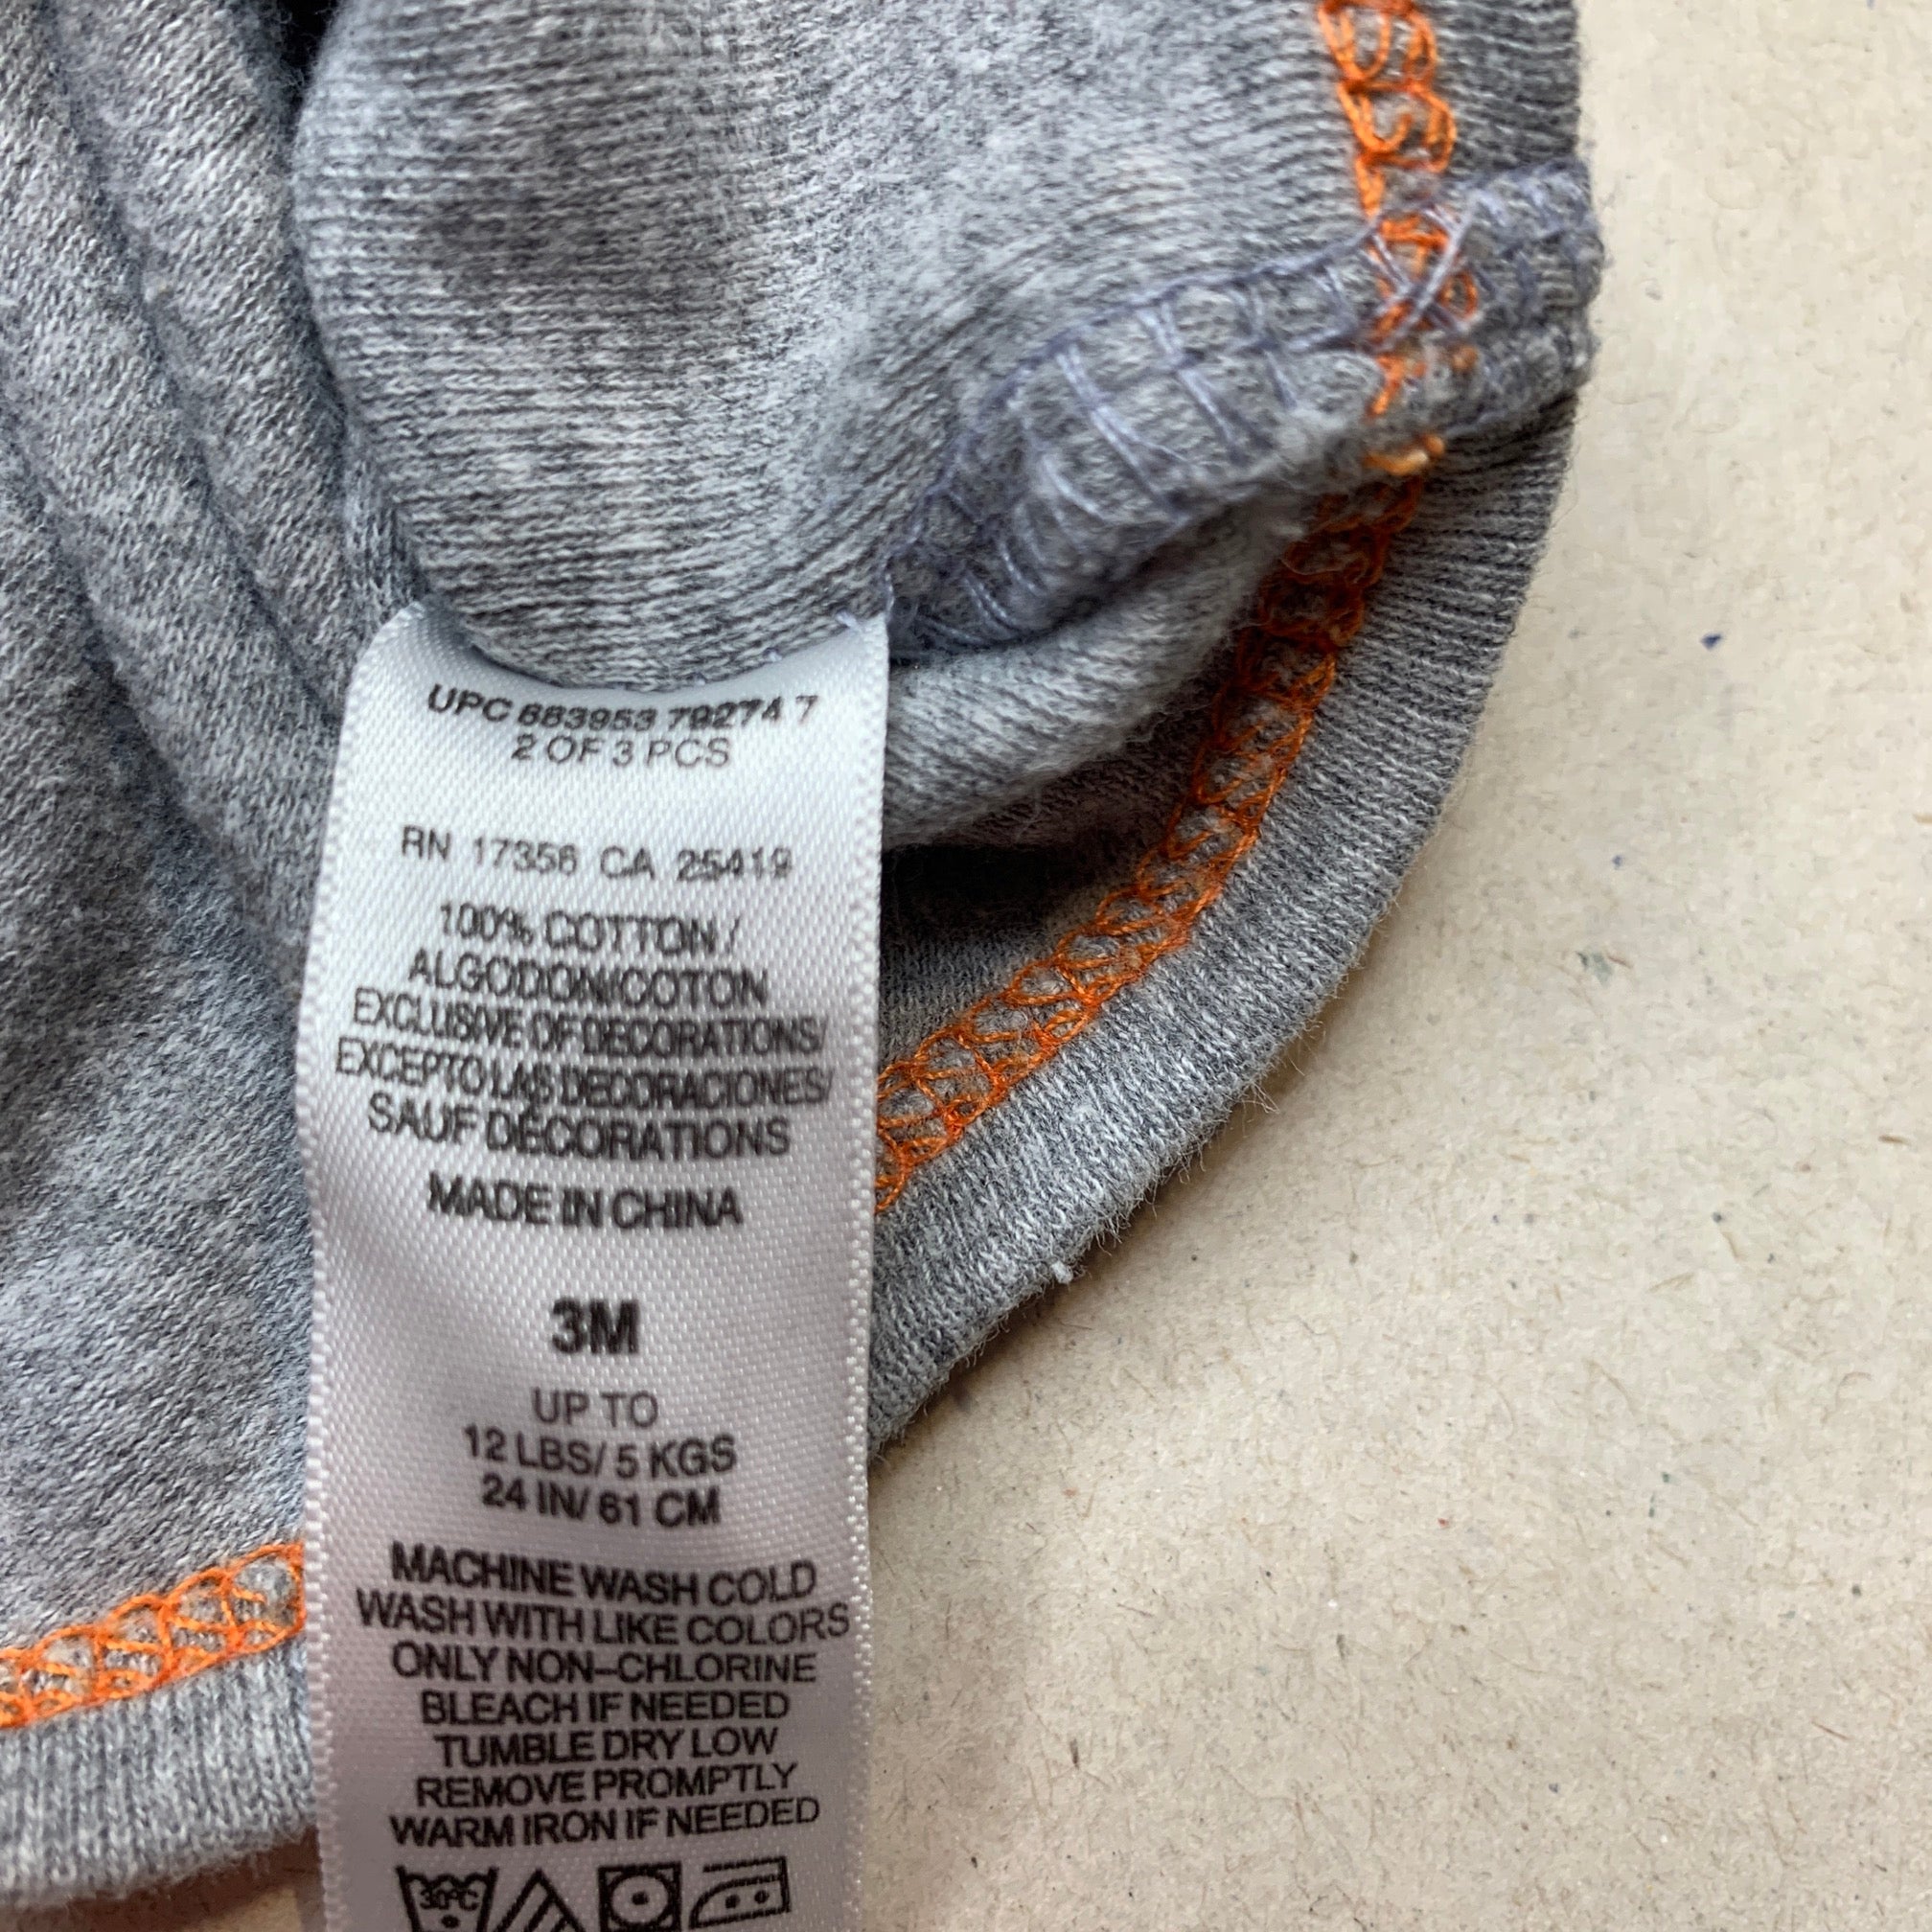 UPC 883953 79274 7
2 OF 3 PCS
RN 17356 CA 25419
100% COTTON /
ALGODON/COTON
EXCLUSIVE OF DECORATIONS/
EXCEPTO LAS DECORACIONES/
SAUF DÉCORATIONS
MADE IN CHINA
3M
UP TO
12 LBS/ 5 KGS
24 IN/ 61 CM
MACHINE WASH COLD
WASH WITH LIKE COLORS
ONLY NON-CHLORINE
BLEACH IF NEEDED
TUMBLE DRY LOW
REMOVE PROMPTLY
WARM IRON IF NEEDED
30°C